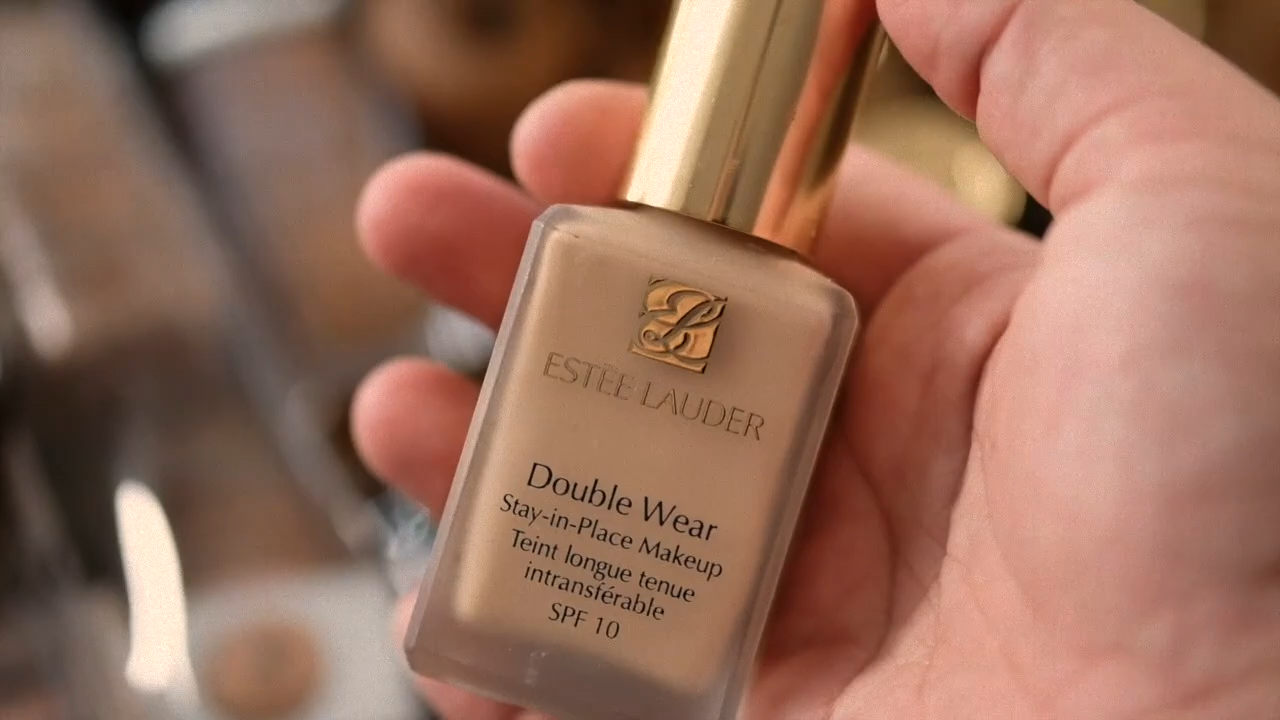 ESTĒE LAUDER
Double Wear
Stay-in-Place Makeup
Teint longue tenue
intransférable
SPF 10